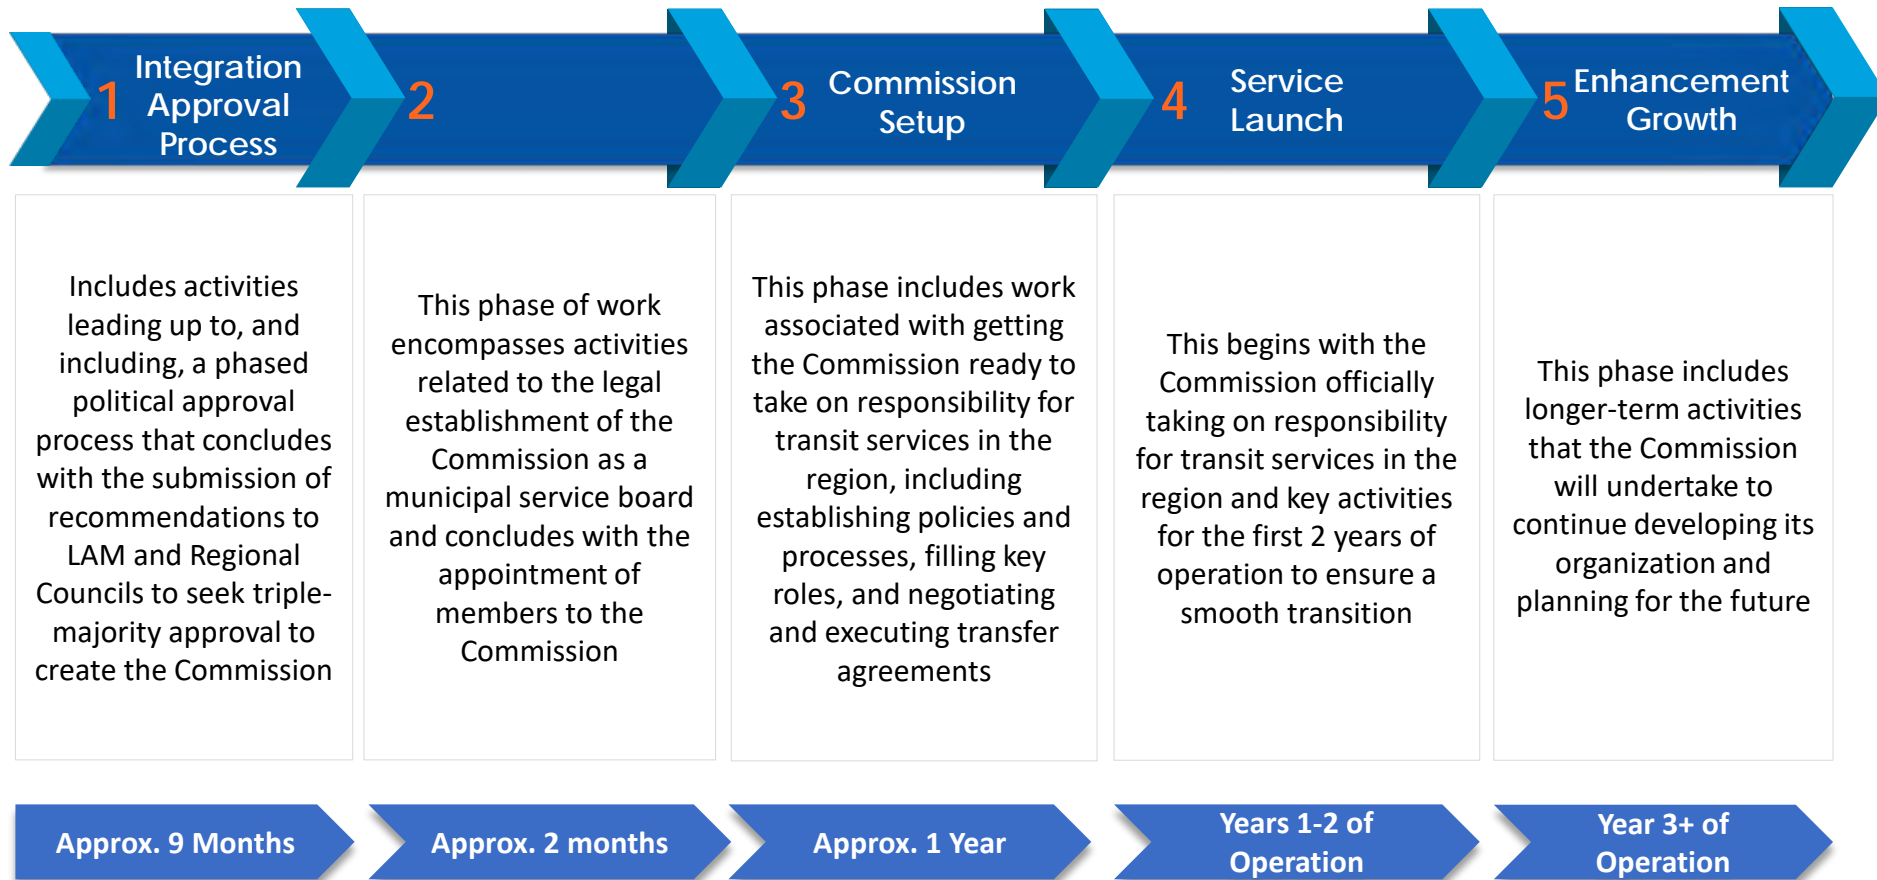 1
Integration
Approval
Process
2
3
Commission
Setup
4
Service
Launch
5
Enhancement
Growth
Includes activities
leading up to, and
including, a phased
political approval
process that concludes
with the submission of
recommendations to
LAM and Regional
Councils to seek triple-
majority approval to
create the Commission
This phase of work
encompasses activities
related to the legal
establishment of the
Commission as a
municipal service board
and concludes with the
appointment of
members to the
Commission
This phase includes work
associated with getting
the Commission ready to
take on responsibility for
transit services in the
region, including
establishing policies and
processes, filling key
roles, and negotiating
and executing transfer
agreements
This begins with the
Commission officially
taking on responsibility
for transit services in the
region and key activities
for the first 2 years of
operation to ensure a
smooth transition
This phase includes
longer-term activities
that the Commission
will undertake to
continue developing its
organization and
planning for the future
Approx. 9 Months
Approx. 2 months
Approx. 1 Year
Years 1-2 of
Operation
Year 3+ of
Operation